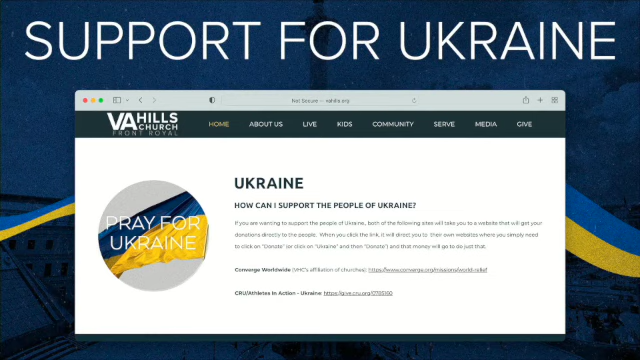 SUPPORT FOR UKRAINE
Not Secure — vahills.org
VAHILLS
CHURCH
FRONT ROYAL
HOME ABOUT US LIVE KIDS COMMUNITY SERVE MEDIA GIVE
UKRAINE
HOW CAN I SUPPORT THE PEOPLE OF UKRAINE?
PRAY FOR
UKRAINE
If you are wanting to support the people of Ukraine, both of the following sites will take you to a website that will get your
donations directly to the people. When you click the link, it will direct you to their own websites where you simply need
to click on "Donate" (or click on "Ukraine" and then "Donate") and that money will go to do just that.
Converge Worldwide (VHC's affiliation of churches): https://www.converge.org/missions/world-relief
CRU/Athletes In Action - Ukraine: https://give.cru.org/